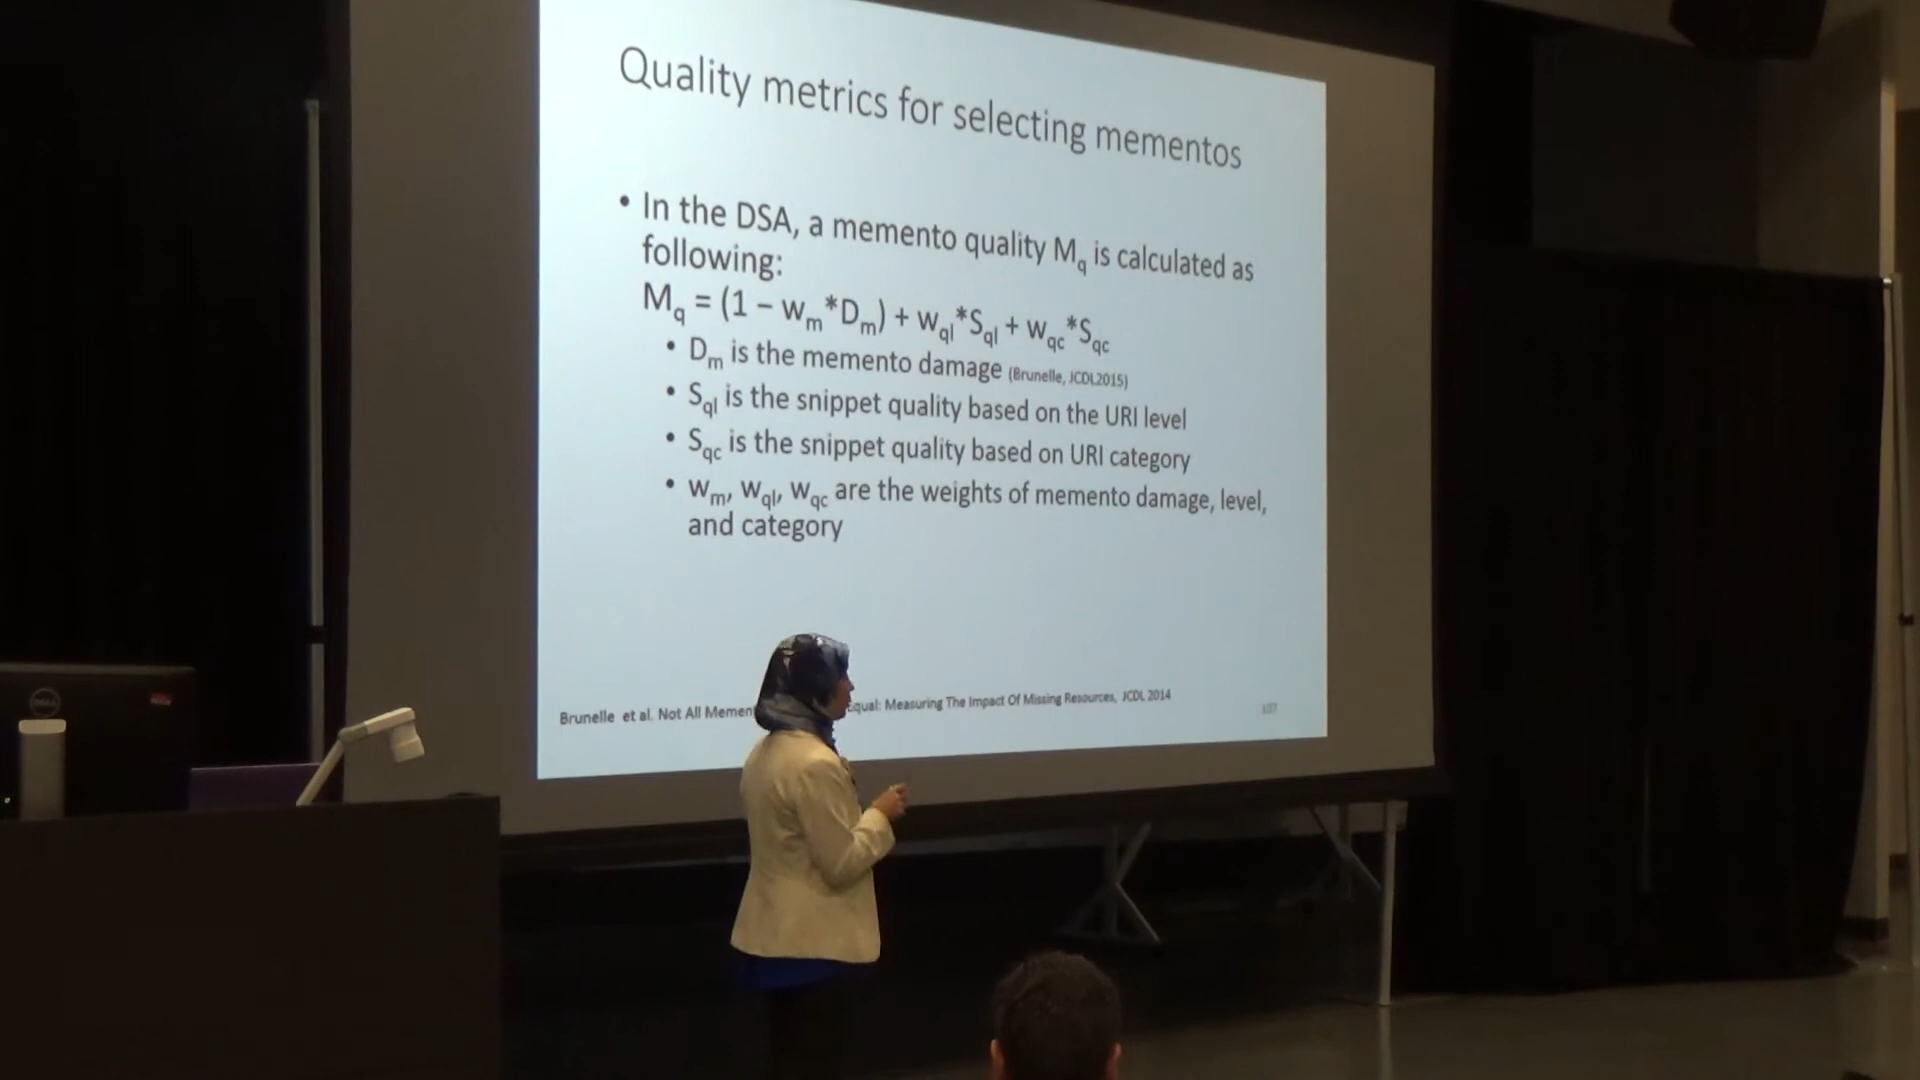 Quality metrics for selecting mementos
• In the DSA, a memento quality Mq is calculated as
following:
Mq = (1 – wm*Dm) + wql*Sql + wqc*Sqc
• Dm is the memento damage (Brunelle, JCDL2015)
• Sql is the snippet quality based on the URI level
• Sqc is the snippet quality based on URI category
• wm, wql, wqc are the weights of memento damage, level,
and category
Brunelle et al. Not All Memen Equal: Measuring The Impact Of Missing Resources, JCDL 2014
DELL